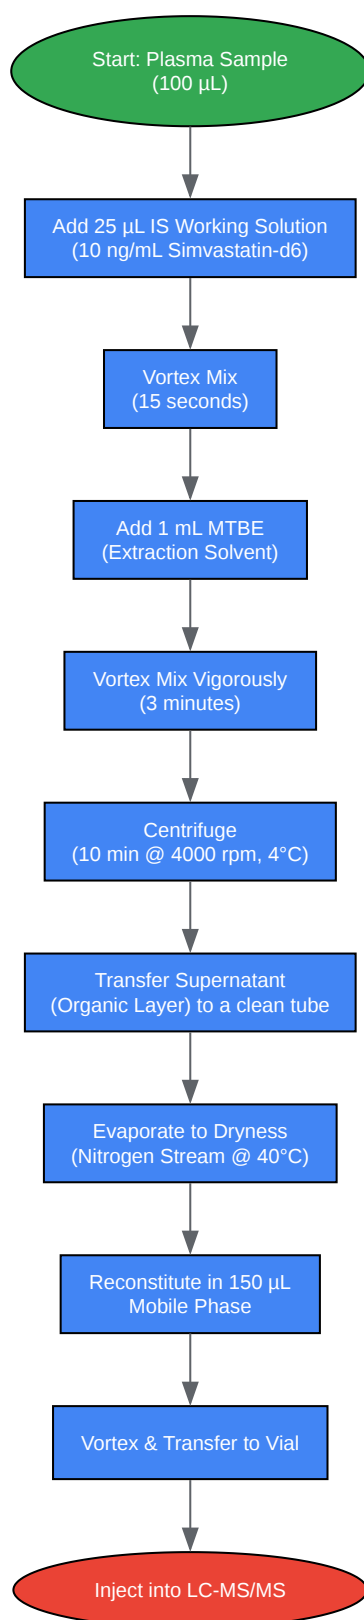 Start: Plasma Sample
(100 µL)
Add 25 µL IS Working Solution
(10 ng/mL Simvastatin-d6)
Vortex Mix
(15 seconds)
Add 1 mL MTBE
(Extraction Solvent)
Vortex Mix Vigorously
(3 minutes)
Centrifuge
(10 min @ 4000 rpm, 4°C)
Transfer Supernatant
(Organic Layer) to a clean tube
Evaporate to Dryness
(Nitrogen Stream @ 40°C)
Reconstitute in 150 µL
Mobile Phase
Vortex & Transfer to Vial
Inject into LC-MS/MS